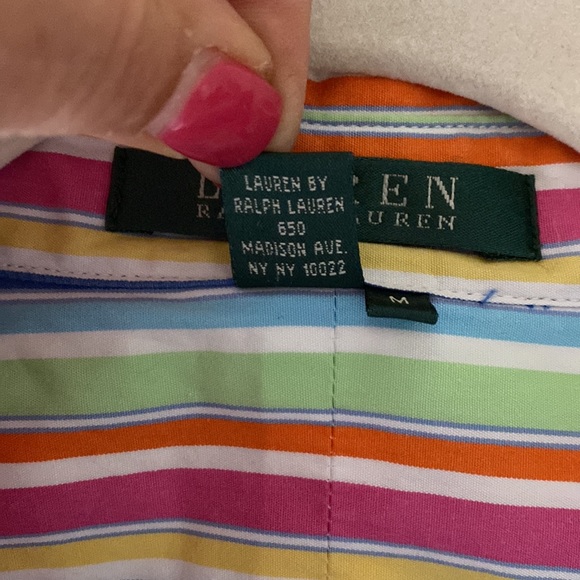 LAUREN BY
RALPH LAUREN
650
MADISON AVE.
NY NY 10022
M